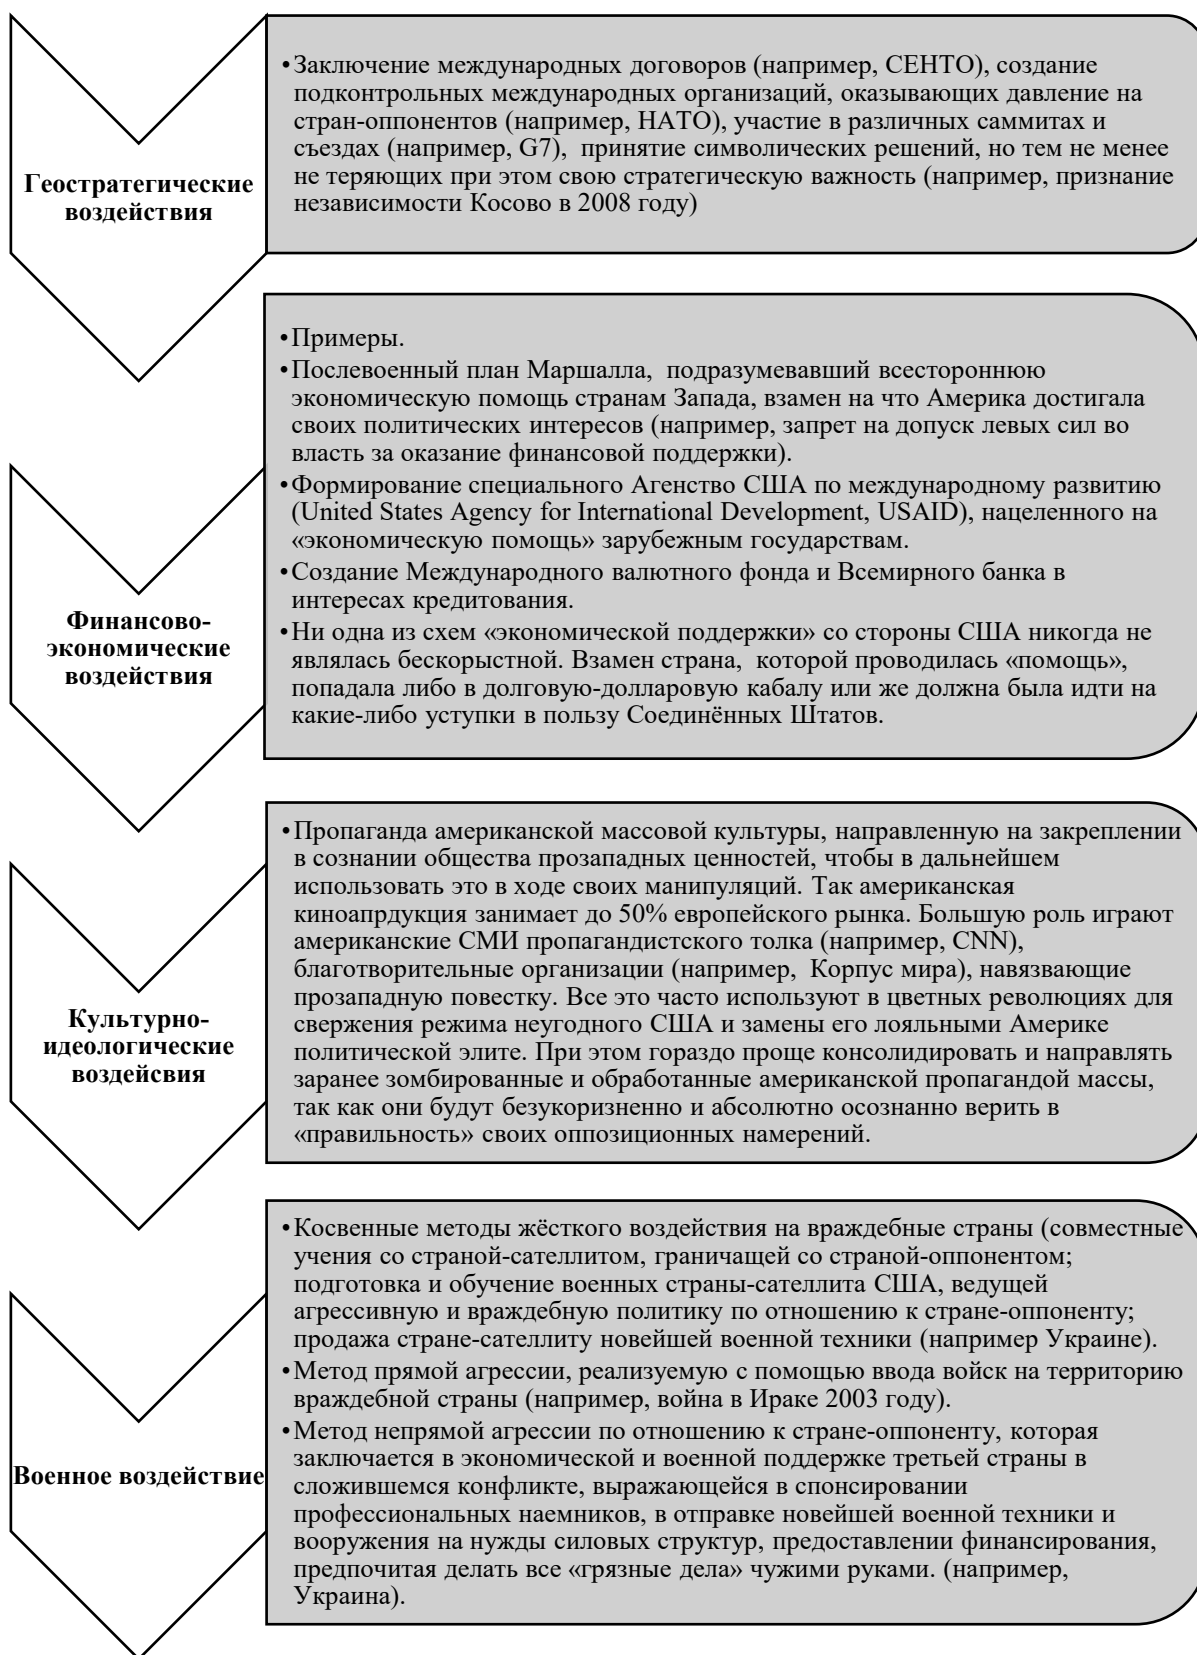 Геостратегические
воздействия
•Заключение международных договоров (например, СЕНТО), создание
подконтрольных международных организаций, оказывающих давление на
стран-оппонентов (например, НАТО), участие в различных саммитах и
съездах (например, G7), принятие символических решений, но тем не менее
не теряющих при этом свою стратегическую важность (например, признание
независимости Косово в 2008 году)
Финансово-
экономические
воздействия
•Примеры.
•Послевоенный план Маршалла, подразумевавший всестороннюю
экономическую помощь странам Запада, взамен на что Америка достигала
своих политических интересов (например, запрет на допуск левых сил во
власть за оказание финансовой поддержки).
•Формирование специального Агенство США по международному развитию
(United States Agency for International Development, USAID), нацеленного на
«экономическую помощь» зарубежным государствам.
•Создание Международного валютного фонда и Всемирного банка в
интересах кредитования.
•Ни одна из схем «экономической поддержки» со стороны США никогда не
являлась бескорыстной. Взамен страна, которой проводилась «помощь»,
попадала либо в долговую-долларовую кабалу или же должна была идти на
какие-либо уступки в пользу Соединённых Штатов.
Культурно-
идеологические
воздейсвия
•Пропаганда американской массовой культуры, направленную на закреплении
в сознании общества прозападных ценностей, чтобы в дальнейшем
использовать это в ходе своих манипуляций. Так американская
киноапрдукция занимает до 50% европейского рынка. Большую роль играют
американские СМИ пропагандистского толка (например, CNN),
благотворительные организации (например, Корпус мира), навязвающие
прозападную повестку. Все это часто используют в цветных революциях для
свержения режима неугодного США и замены его лояльными Америке
политической элите. При этом гораздо проще консолидировать и направлять
заранее зомбированные и обработанные американской пропагандой массы,
так как они будут безукоризненно и абсолютно осознанно верить в
«правильность» своих оппозиционных намерений.
Военное воздействие
•Косвенные методы жёсткого воздействия на враждебные страны (совместные
учения со страной-сателлитом, граничащей со страной-оппонентом;
подготовка и обучение военных страны-сателлита США, ведущей
агрессивную и враждебную политику по отношению к стране-оппоненту;
продажа стране-сателлиту новейшей военной техники (например Украине).
•Метод прямой агрессии, реализуемую с помощью ввода войск на территорию
враждебной страны (например, война в Ираке 2003 году).
•Метод непрямой агрессии по отношению к стране-оппоненту, которая
заключается в экономической и военной поддержке третьей страны в
сложившемся конфликте, выражающейся в спонсировании
профессиональных наемников, в отправке новейшей военной техники и
вооружения на нужды силовых структур, предоставлении финансирования,
предпочитая делать все «грязные дела» чужими руками. (например,
Украина).